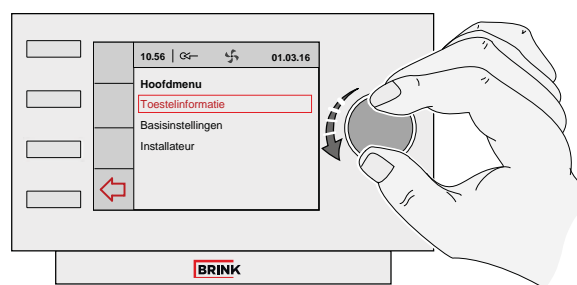 10.56 01.03.16
Hoofdmenu
Toestelinformatie
Basisinstellingen
Installateur
BRINK